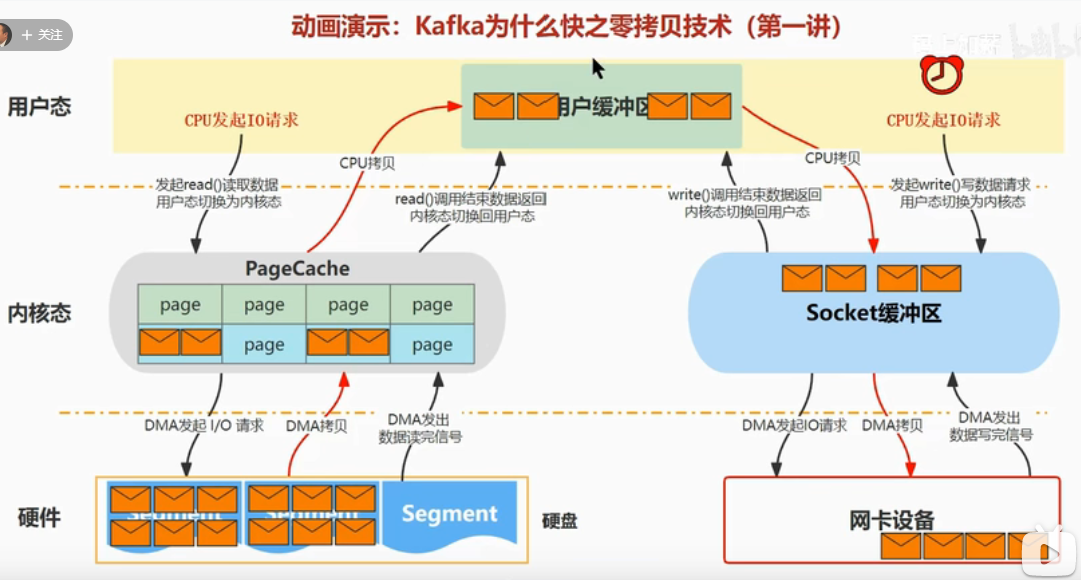 动画演示：Kafka为什么快之零拷贝技术（第一讲）
+ 关注
bilibili
用户态
CPU发起IO请求
用户缓冲区
CPU发起IO请求
CPU拷贝
CPU拷贝
发起read()读取数据
用户态切换为内核态
read()调用结束数据返回
内核态切换回用户态
write()调用结束数据返回
内核态切换回用户态
发起write()写数据请求
用户态切换为内核态
内核态
PageCache
page
page
page
page
page
page
Socket缓冲区
DMA发起 I/O 请求
DMA拷贝
DMA发出
数据读完信号
DMA发起IO请求
DMA拷贝
DMA发出
数据写完信号
硬件
Segment
Segment
Segment
硬盘
网卡设备